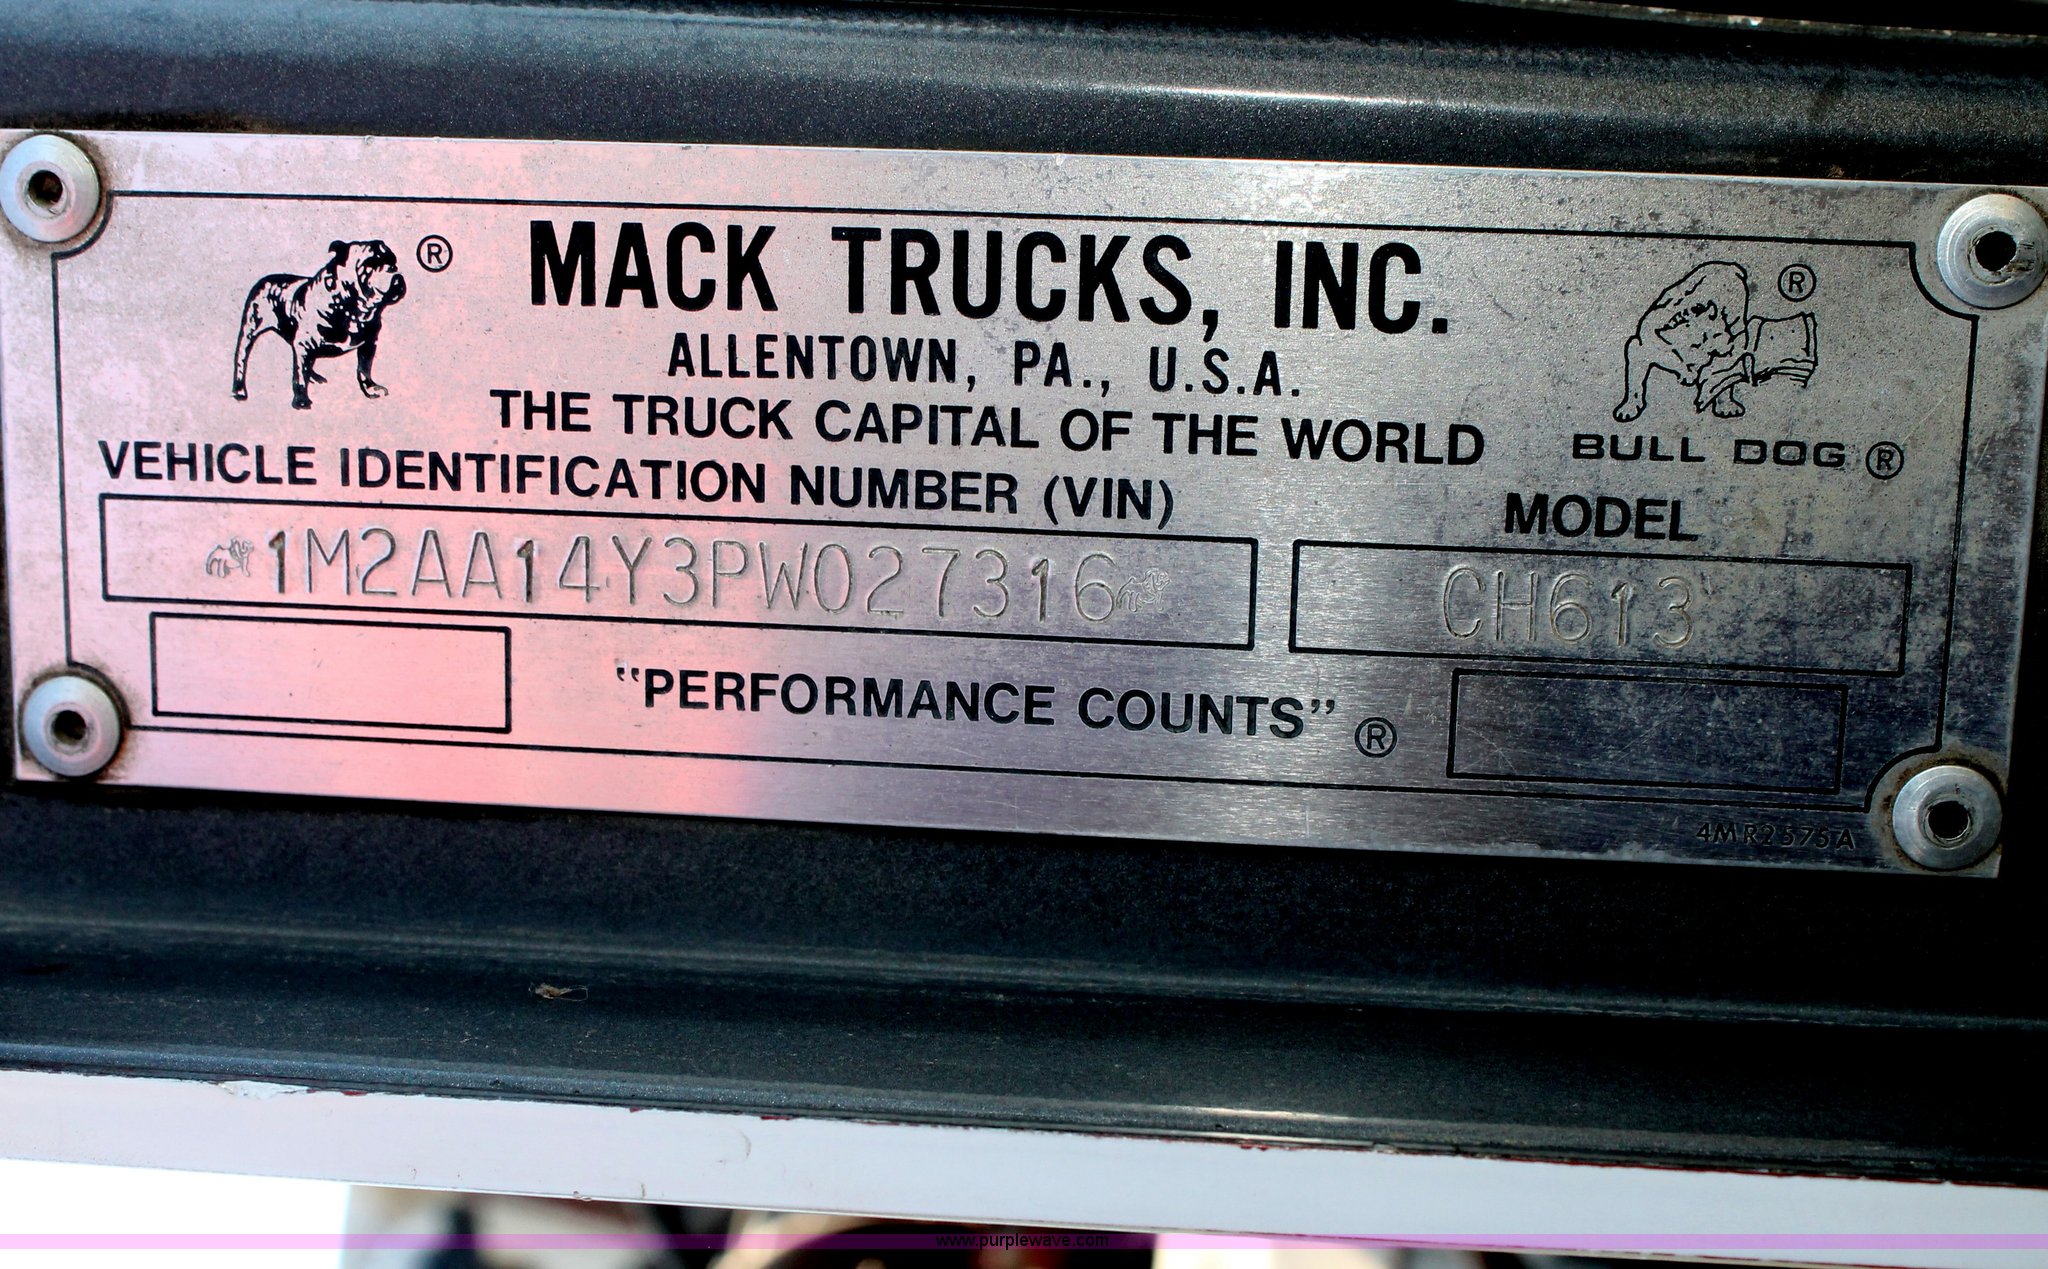 ®
MACK TRUCKS, INC.
®
ALLENTOWN, PA., U.S.A.
THE TRUCK CAPITAL OF THE WORLD
BULL DOG ®
VEHICLE IDENTIFICATION NUMBER (VIN)
MODEL
1M2AA14Y3PW027316
CH613
"PERFORMANCE COUNTS" ®
4MR2575A
www.purplewave.com